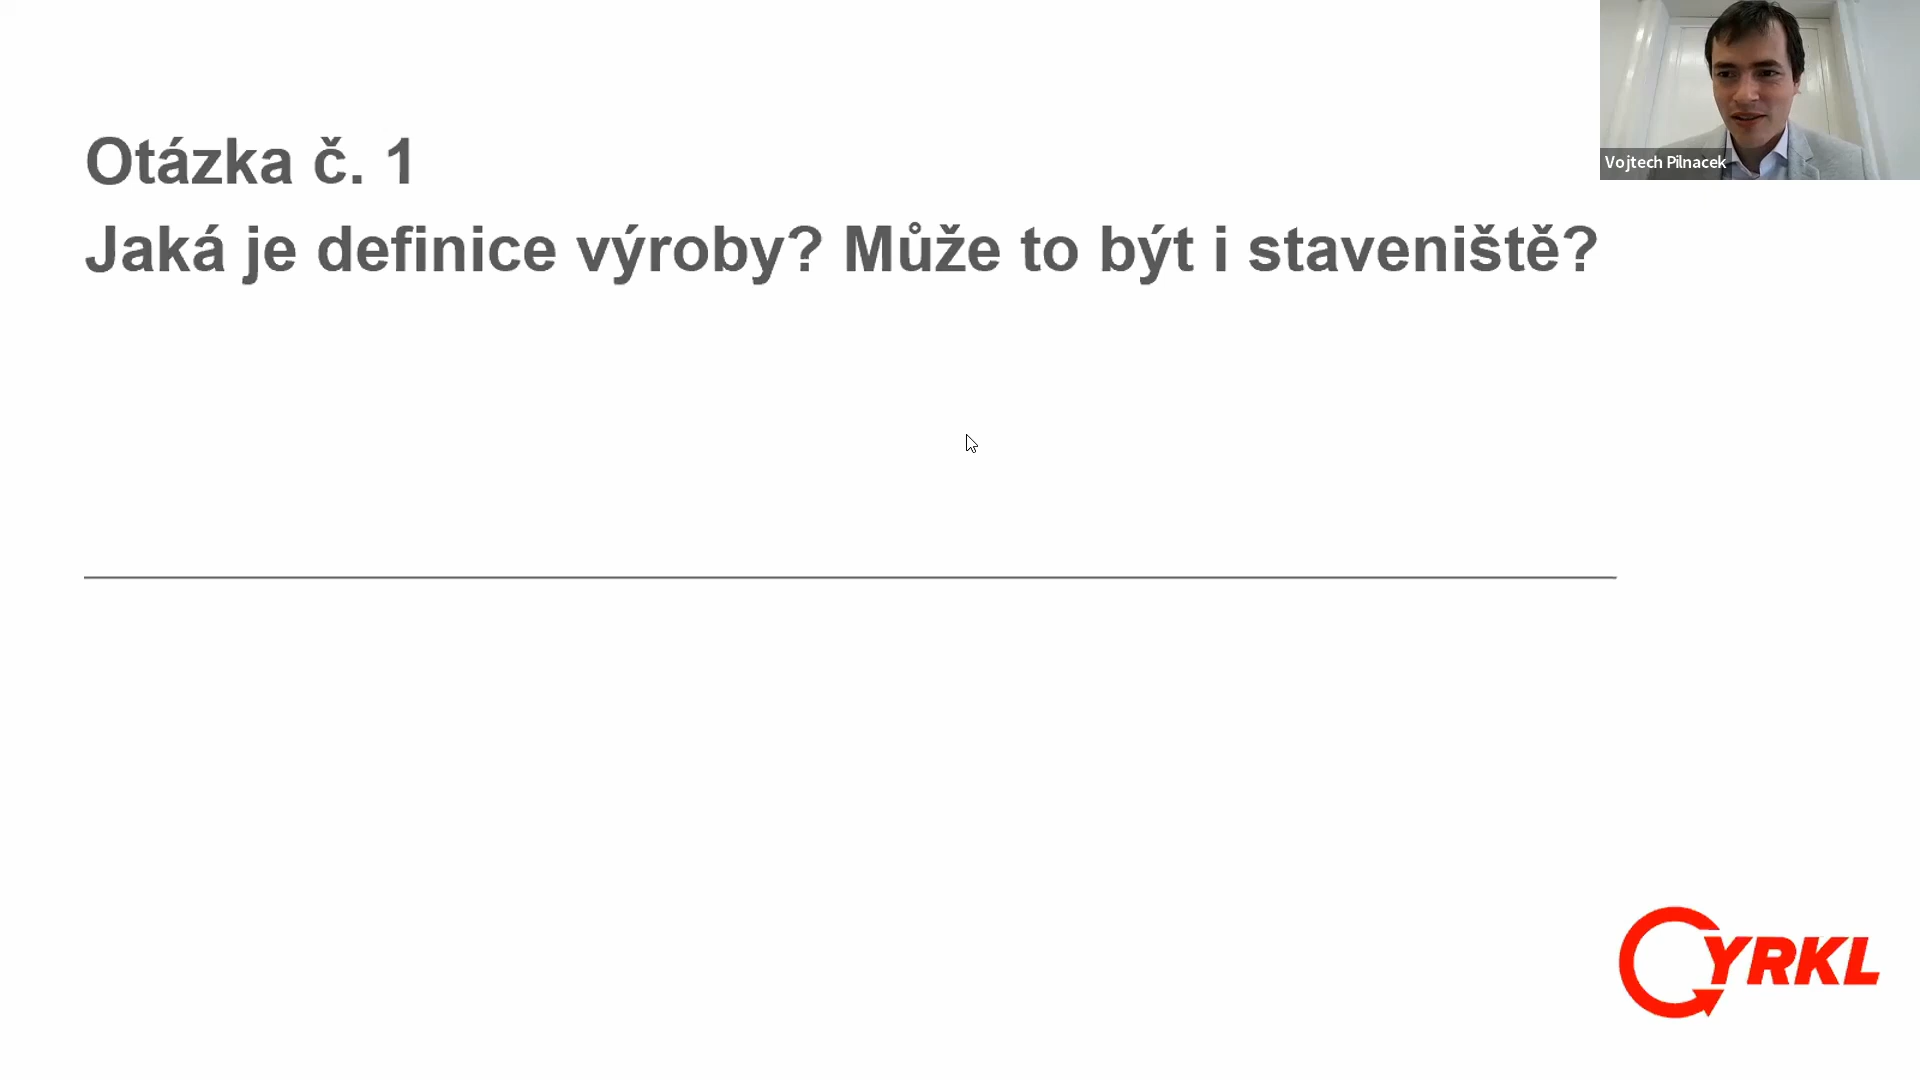 Otázka č. 1
Jaká je definice výroby? Může to být i staveniště?
Vojtech Pilnacek
CYRKL